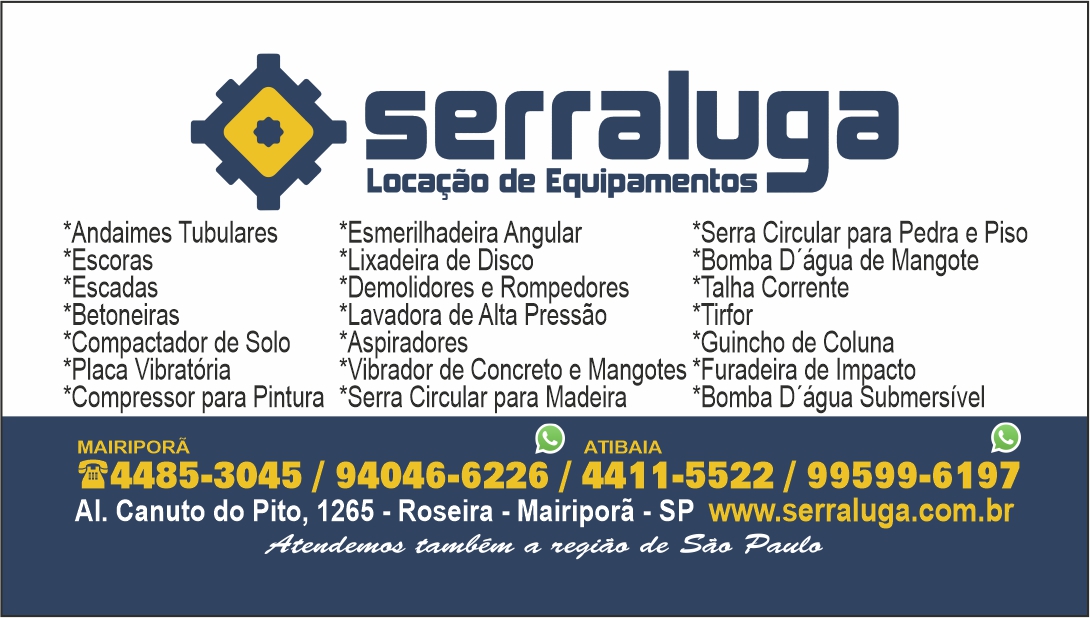 serraluga
Locação de Equipamentos
*Andaimes Tubulares
*Escoras
*Escadas
*Betoneiras
*Compactador de Solo
*Placa Vibratória
*Compressor para Pintura
*Esmerilhadeira Angular
*Lixadeira de Disco
*Demolidores e Rompedores
*Lavadora de Alta Pressão
*Aspiradores
*Vibrador de Concreto e Mangotes
*Serra Circular para Madeira
*Serra Circular para Pedra e Piso
*Bomba D´água de Mangote
*Talha Corrente
*Tirfor
*Guincho de Coluna
*Furadeira de Impacto
*Bomba D´água Submersível
MAIRIPORÃ ATIBAIA
☎4485-3045 / 94046-6226 / 4411-5522 / 99599-6197
Al. Canuto do Pito, 1265 - Roseira - Mairiporã - SP www.serraluga.com.br
Atendemos também a região de São Paulo